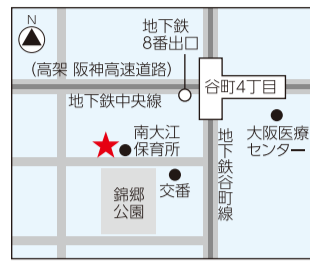 N
地下鉄
8番出口
(高架 阪神高速道路)
谷町4丁目
地下鉄中央線
南大江
保育所
地下鉄谷町線
大阪医療
センター
錦郷
公園
交番